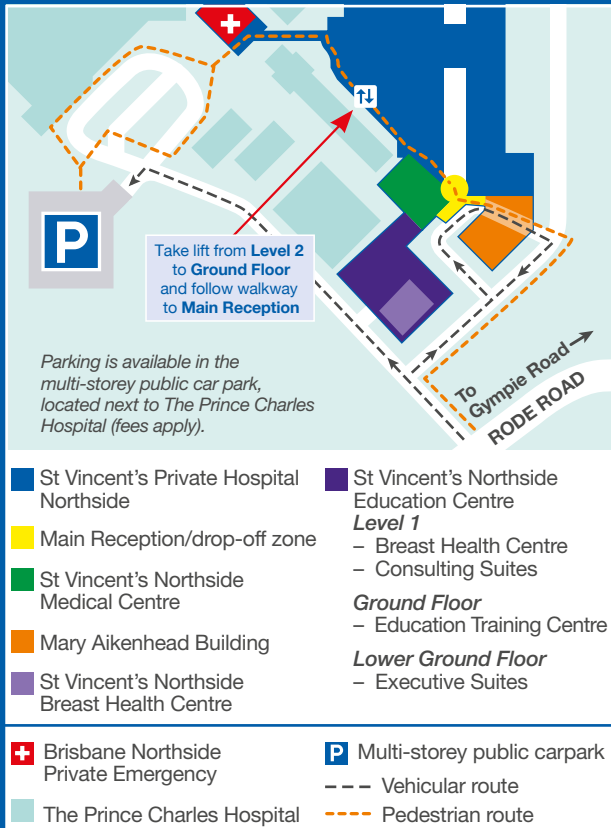 P
Take lift from Level 2
to Ground Floor
and follow walkway
to Main Reception
Parking is available in the
multi-storey public car park,
located next to The Prince Charles
Hospital (fees apply).
To
Gympie Road
RODE ROAD
St Vincent's Private Hospital
Northside
Main Reception/drop-off zone
St Vincent's Northside
Medical Centre
Mary Aikenhead Building
St Vincent's Northside
Breast Health Centre
St Vincent's Northside
Education Centre
Level 1
– Breast Health Centre
– Consulting Suites
Ground Floor
– Education Training Centre
Lower Ground Floor
– Executive Suites
Brisbane Northside
Private Emergency
The Prince Charles Hospital
P Multi-storey public carpark
Vehicular route
Pedestrian route